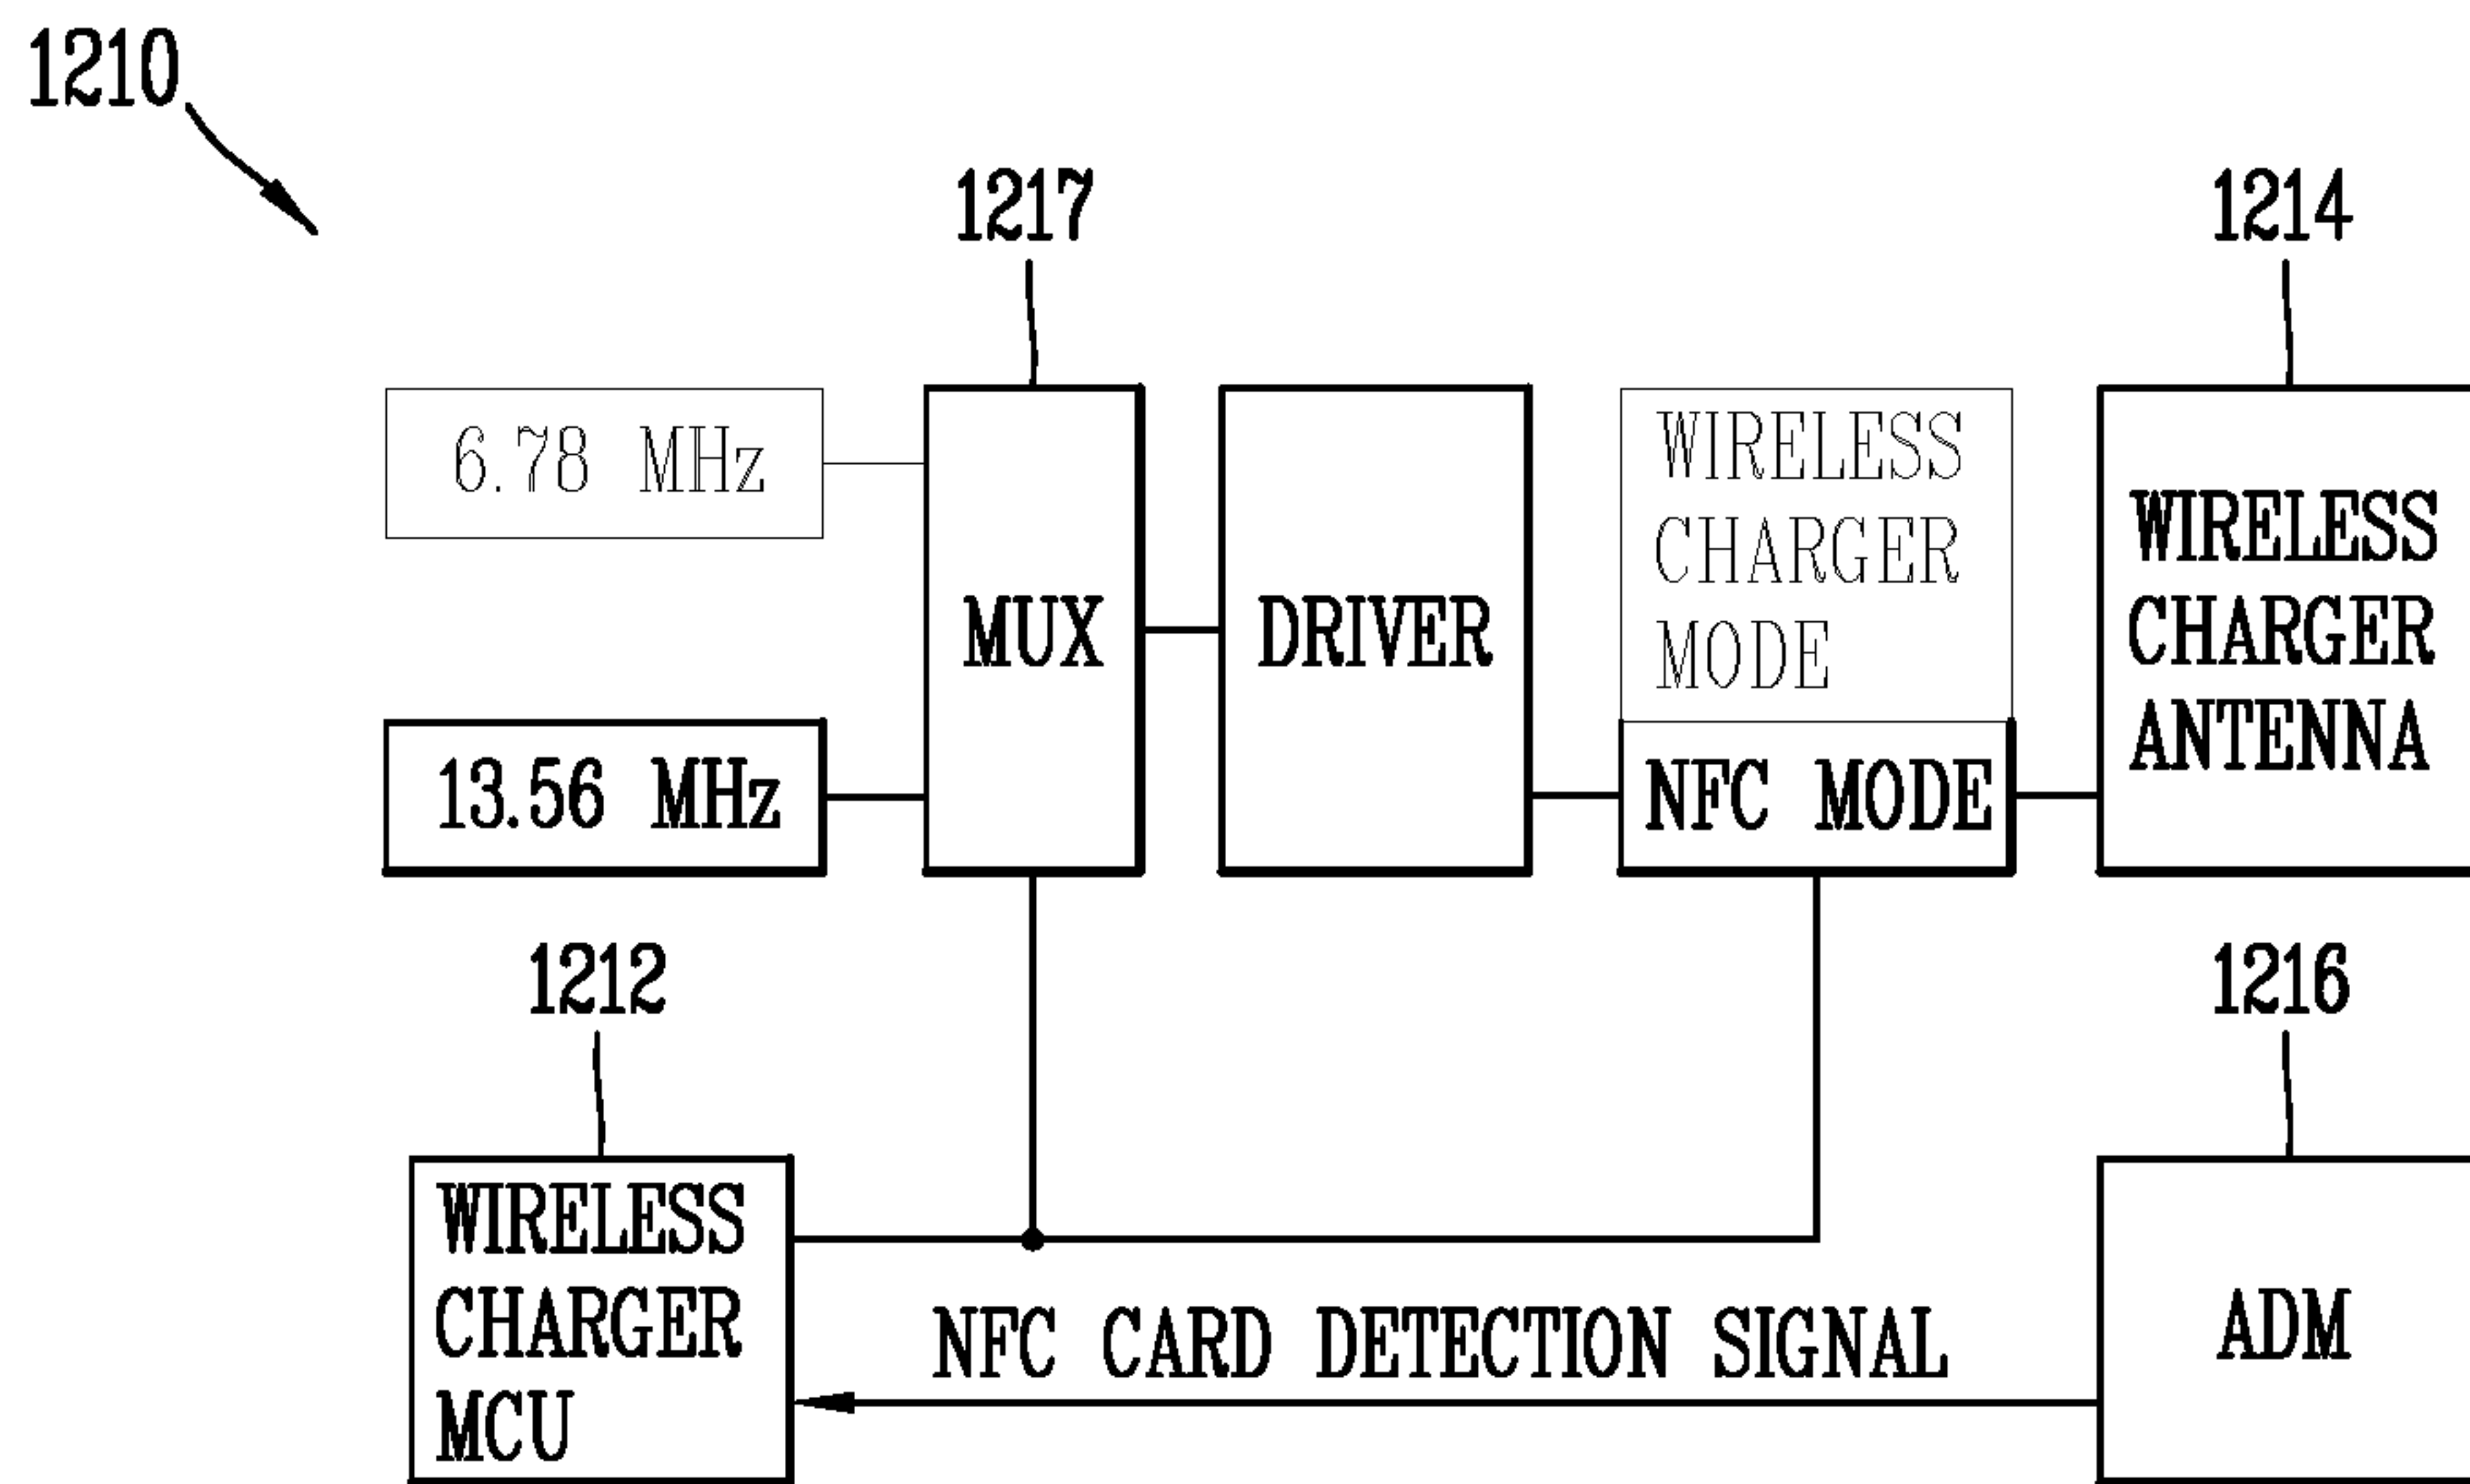 1210
1217
1214
6.78 MHz
13.56 MHz
MUX
DRIVER
WIRELESS
CHARGER
MODE
NFC MODE
WIRELESS
CHARGER
ANTENNA
1212
1216
WIRELESS
CHARGER
MCU
NFC CARD DETECTION SIGNAL
ADM